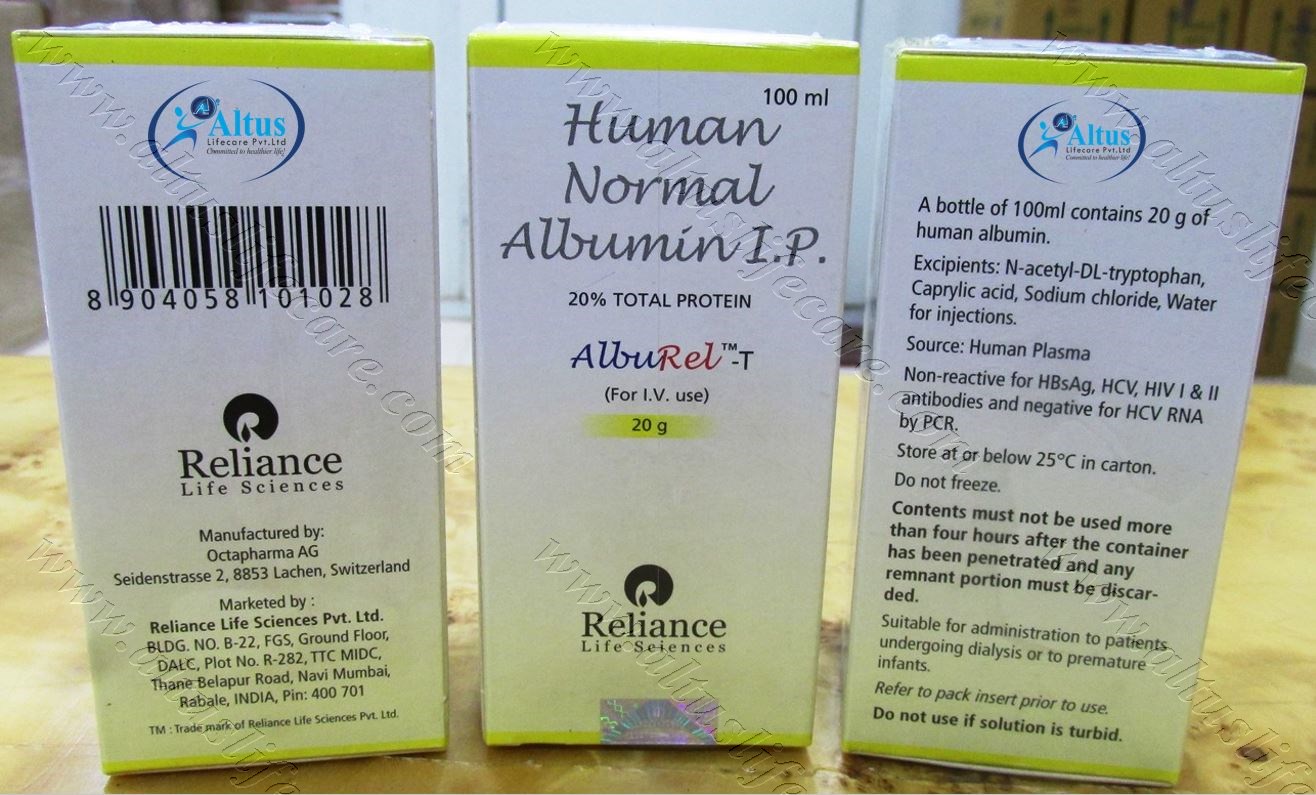 Altus
Lifecare Pvt.Ltd
Committed to healthier life!
8 904058 101028
Reliance
Life Sciences
Manufactured by:
Octapharma AG
Seidenstrasse 2, 8853 Lachen, Switzerland
Marketed by :
Reliance Life Sciences Pvt. Ltd.
BLDG. NO. B-22, FGS, Ground Floor,
DALC, Plot No. R-282, TTC MIDC,
Thane Belapur Road, Navi Mumbai,
Rabale, INDIA, Pin: 400 701
TM : Trade mark of Reliance Life Sciences Pvt. Ltd.
100 ml
Human
Normal
Albumin I.P.
20% TOTAL PROTEIN
AlbuRel™-T
(For I.V. use)
20 g
Reliance
Life Sciences
Altus
Lifecare Pvt.Ltd
Committed to healthier life!
A bottle of 100ml contains 20 g of
human albumin.
Excipients: N-acetyl-DL-tryptophan,
Caprylic acid, Sodium chloride, Water
for injections.
Source: Human Plasma
Non-reactive for HBsAg, HCV, HIV I & II
antibodies and negative for HCV RNA
by PCR.
Store at or below 25°C in carton.
Do not freeze.
Contents must not be used more
than four hours after the container
has been penetrated and any
remnant portion must be discar-
ded.
Suitable for administration to patients
undergoing dialysis or to premature
infants.
Refer to pack insert prior to use.
Do not use if solution is turbid.
www.altuslifecare.com
www.altuslifecare.com